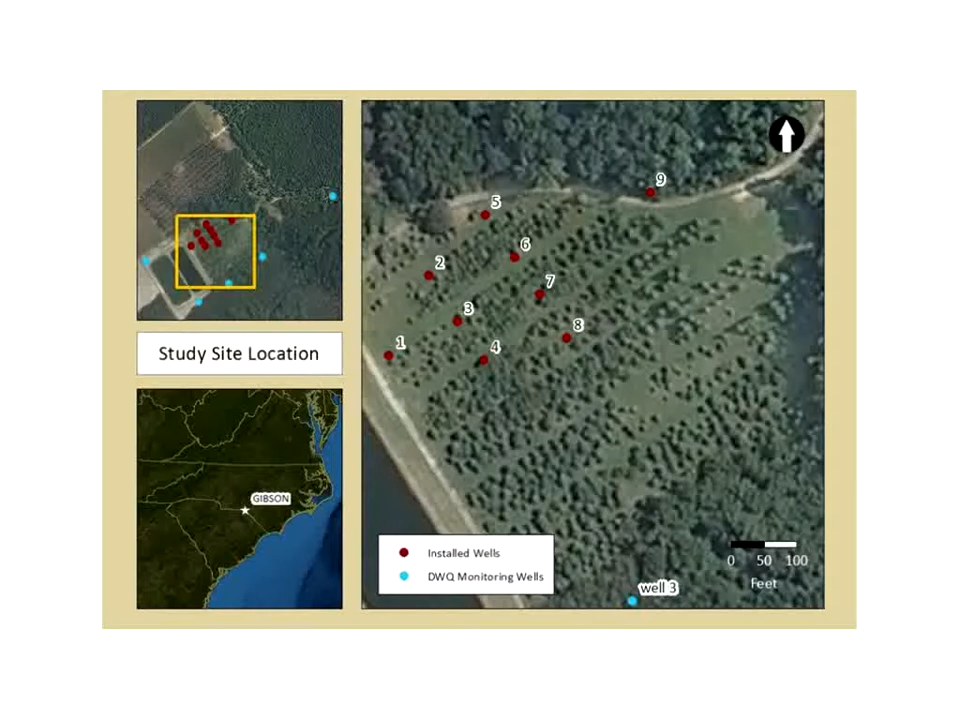 Study Site Location
GIBSON
9
5
6
2
7
3
8
1
4
Installed Wells
DWQ Monitoring Wells
0 50 100
Feet
well 3